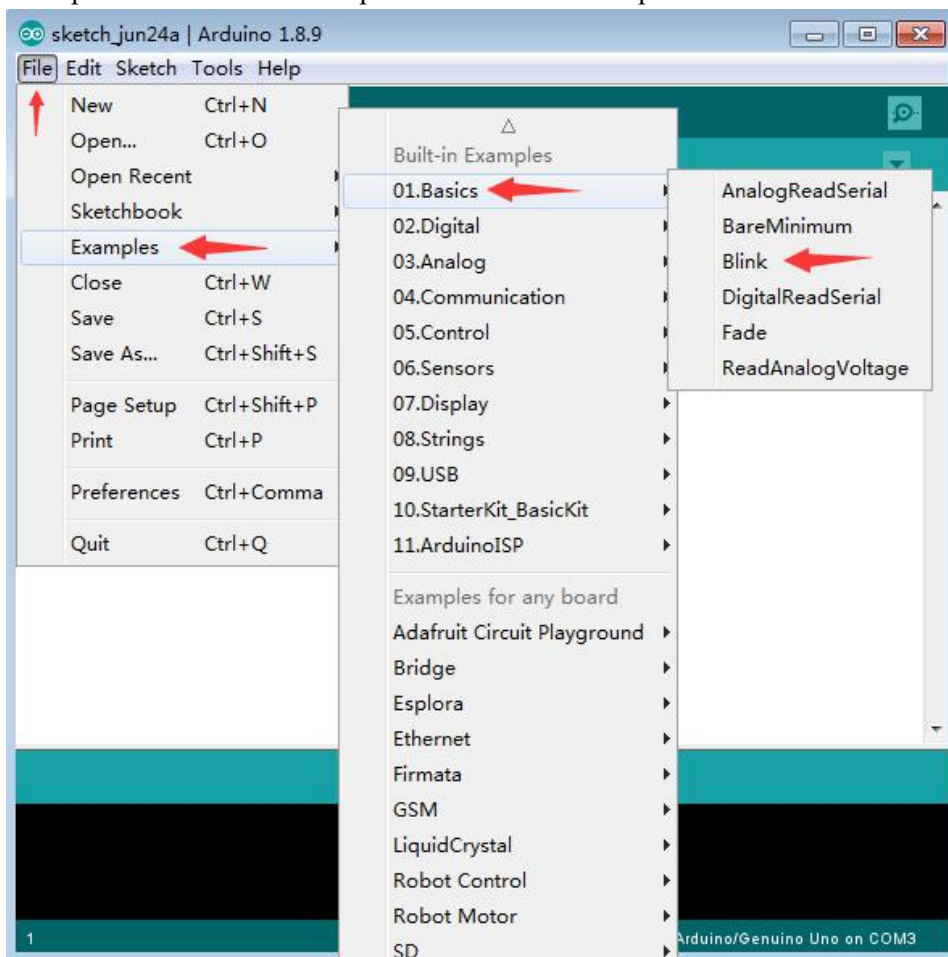 sketch_jun24a | Arduino 1.8.9
File Edit Sketch Tools Help
New Ctrl+N
Open... Ctrl+O
Open Recent
Sketchbook
Examples
Close Ctrl+W
Save Ctrl+S
Save As... Ctrl+Shift+S
Page Setup Ctrl+Shift+P
Print Ctrl+P
Preferences Ctrl+Comma
Quit Ctrl+Q
Built-in Examples
01.Basics
02.Digital
03.Analog
04.Communication
05.Control
06.Sensors
07.Display
08.Strings
09.USB
10.StarterKit_BasicKit
11.ArduinoISP
Examples for any board
Adafruit Circuit Playground
Bridge
Esplora
Ethernet
Firmata
GSM
LiquidCrystal
Robot Control
Robot Motor
SD
AnalogReadSerial
BareMinimum
Blink
DigitalReadSerial
Fade
ReadAnalogVoltage
1
Arduino/Genuino Uno on COM3